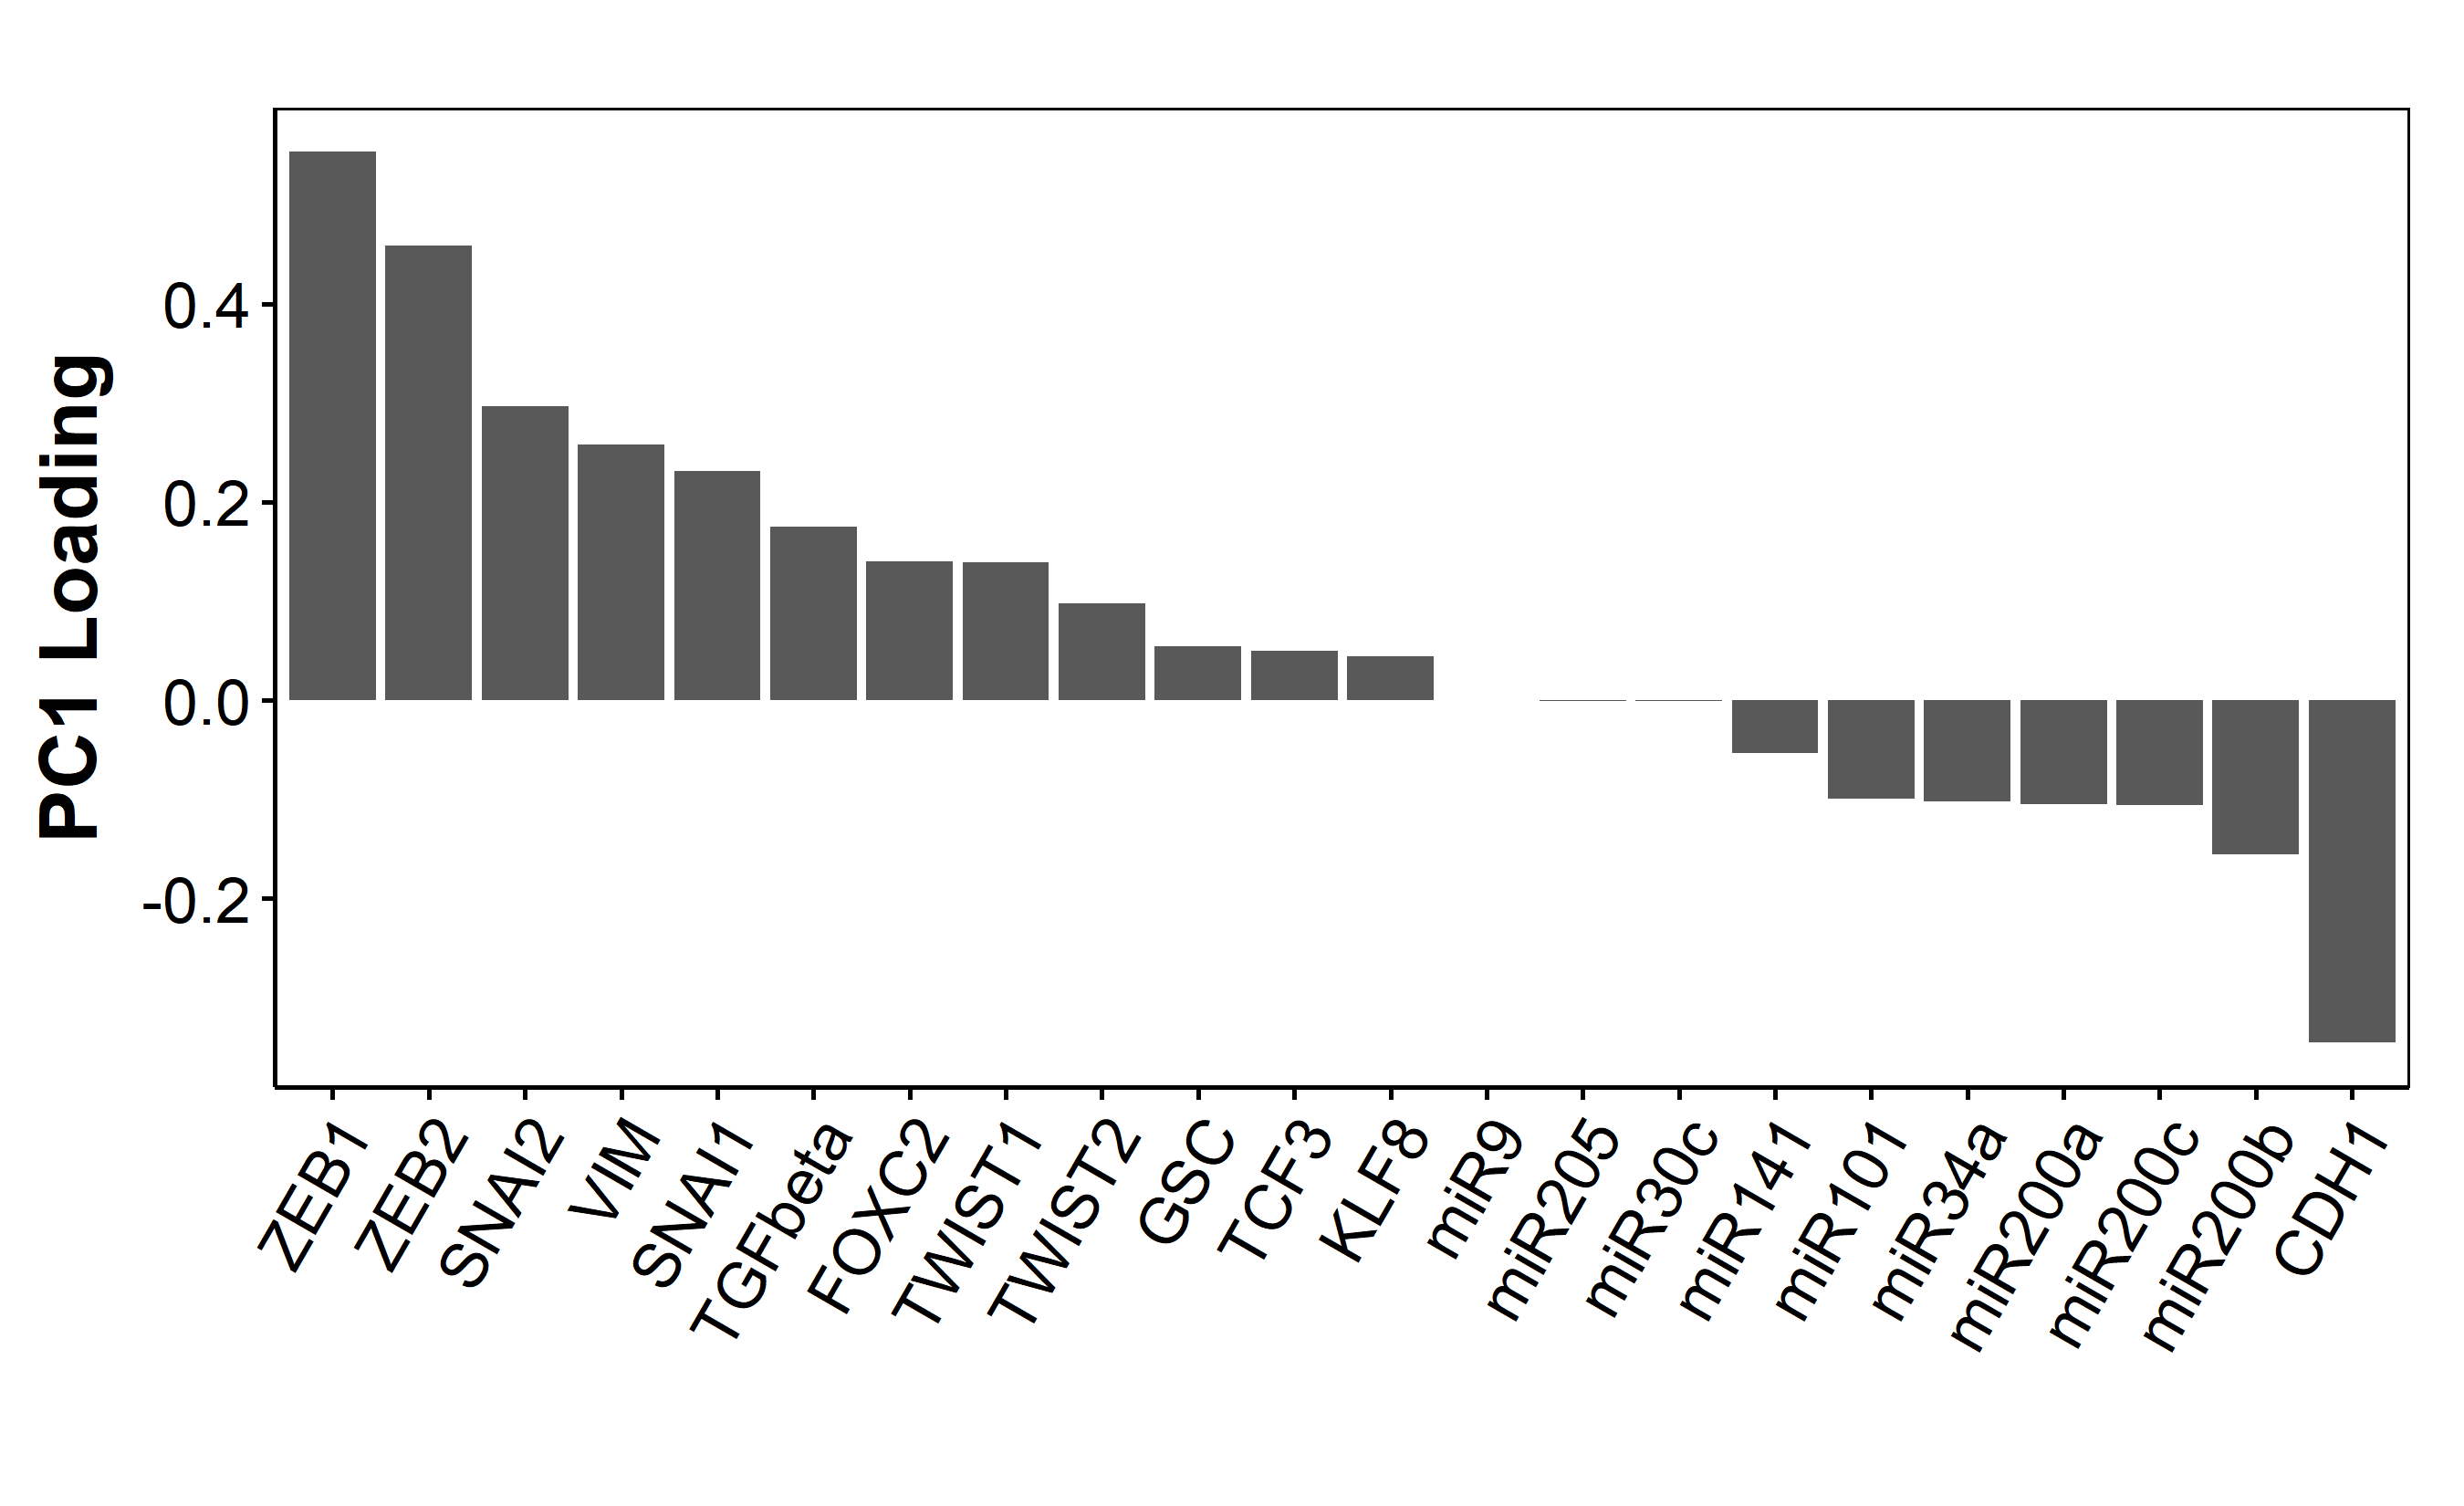 PC1 Loading
0.4
0.2
0.0
-0.2
ZEB1
ZEB2
SNAI2
VIM
SNAI1
TGFbeta
FOXC2
TWIST1
TWIST2
GSC
TCF3
KLF8
miR9
miR205
miR30c
miR141
miR101
miR34a
miR200a
miR200c
miR200b
CDH1